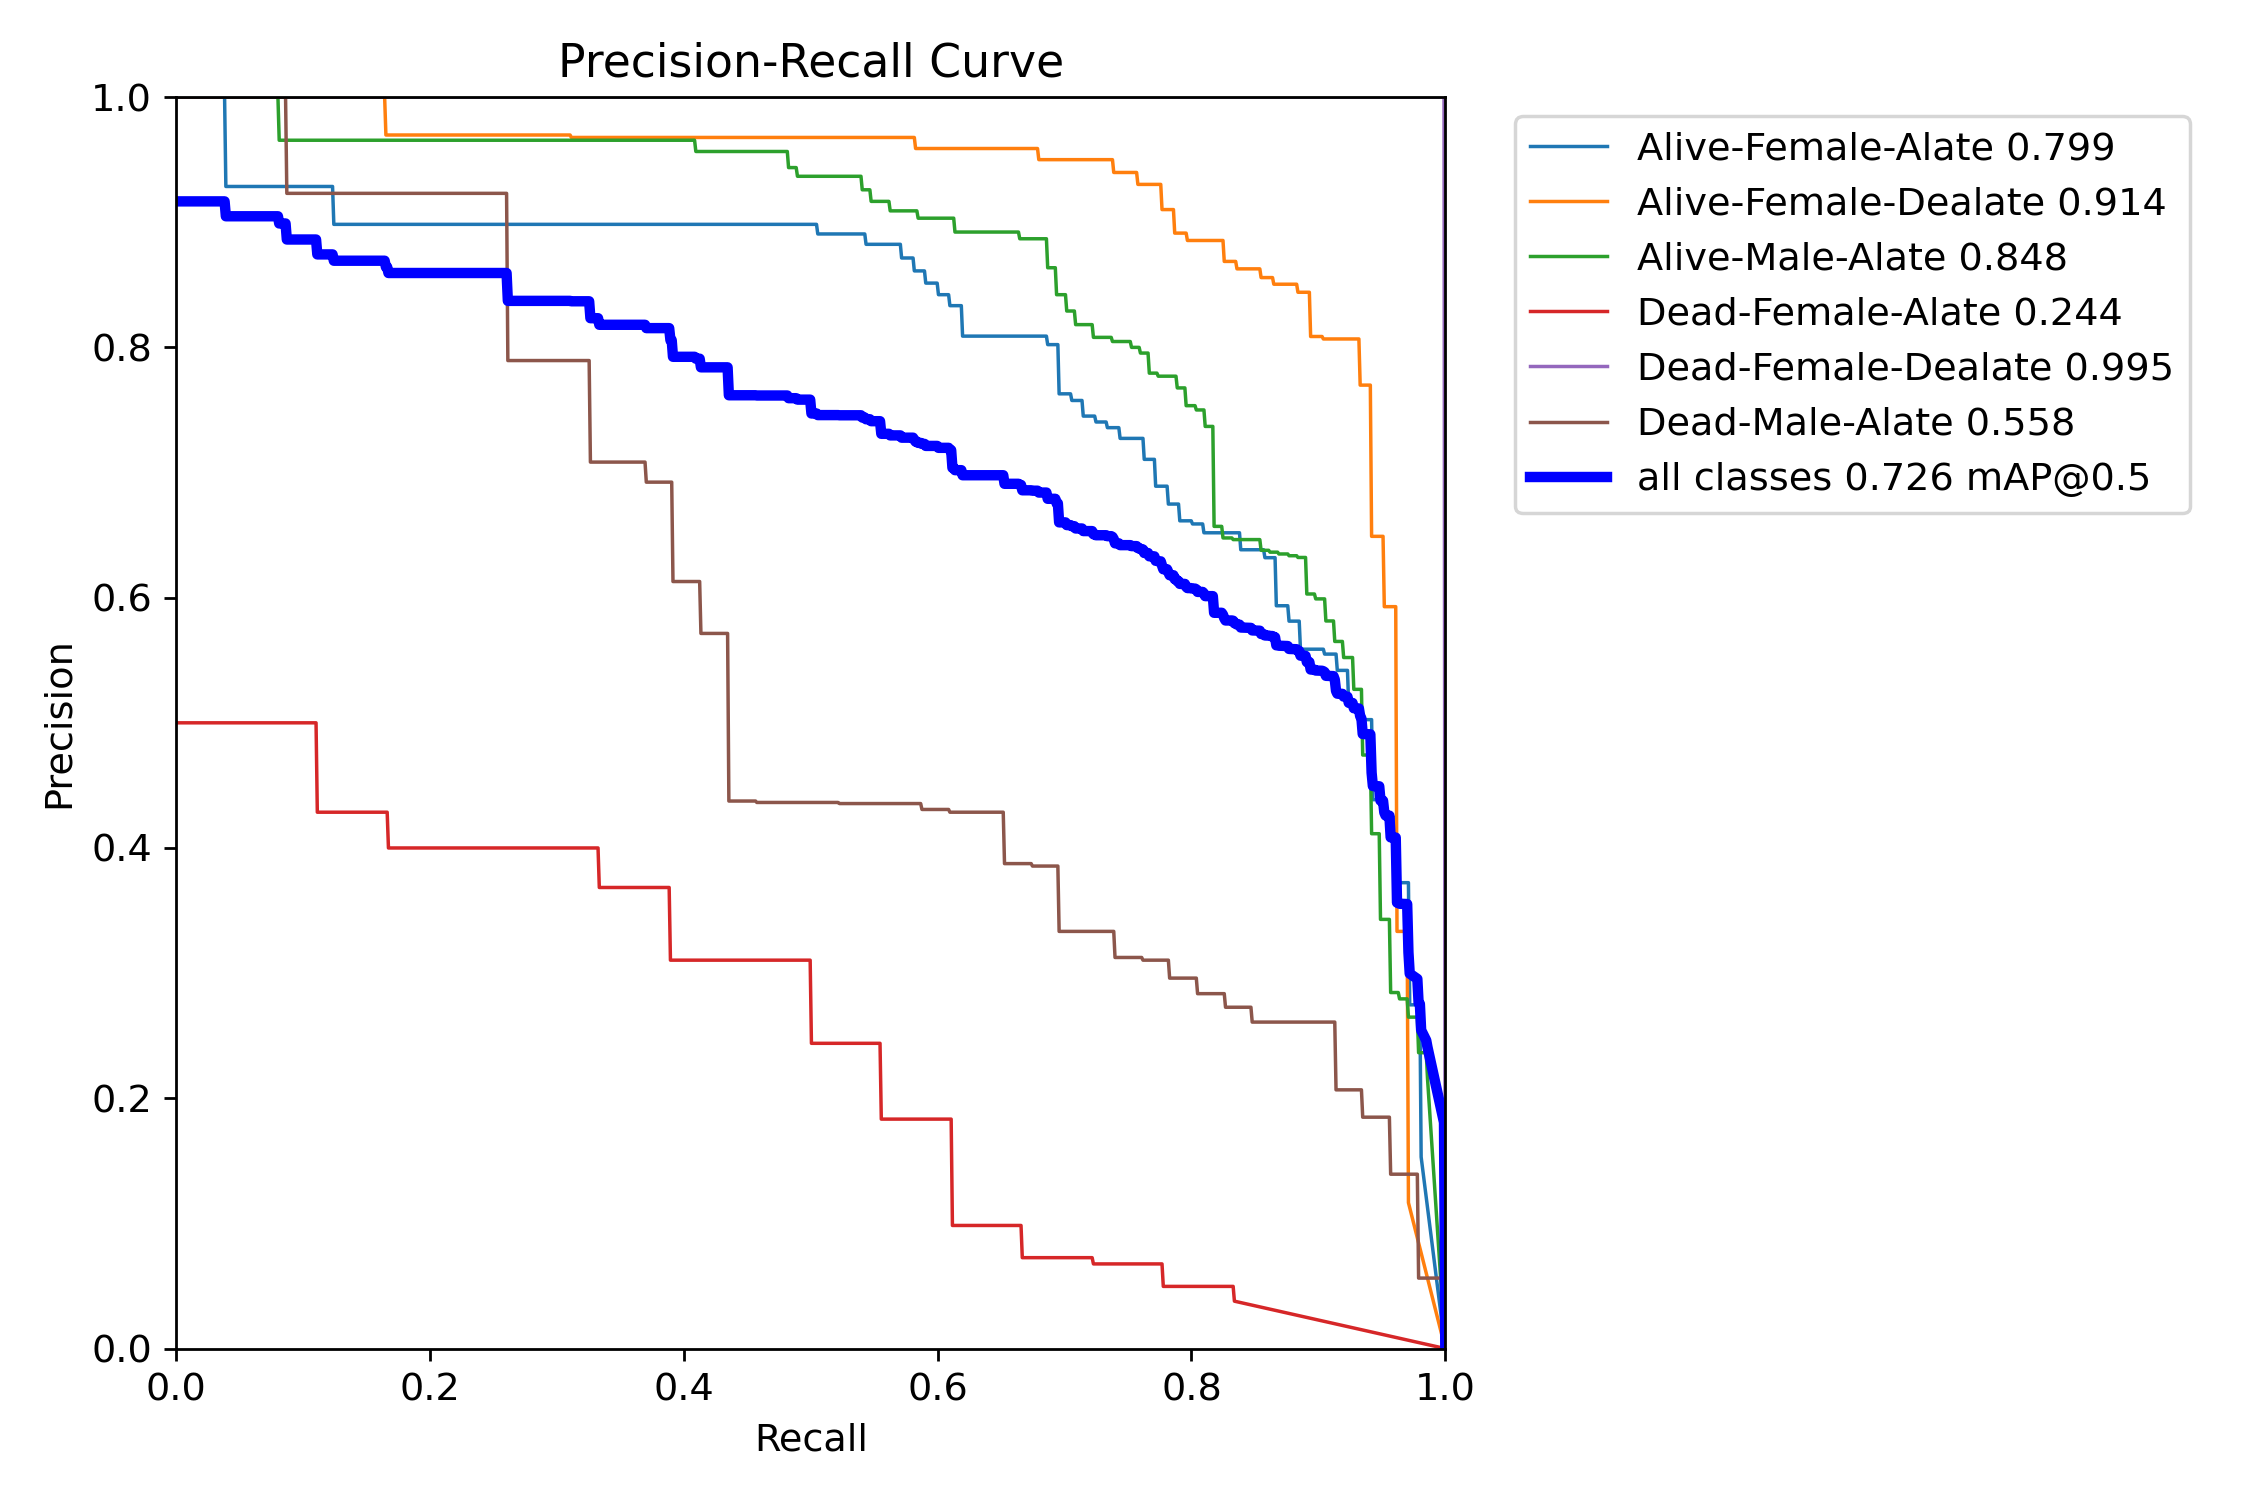 Precision-Recall Curve
1.0
0.8
0.6
0.4
0.2
0.0
Precision
0.0 0.2 0.4 0.6 0.8 1.0
Recall
Alive-Female-Alate 0.799
Alive-Female-Dealate 0.914
Alive-Male-Alate 0.848
Dead-Female-Alate 0.244
Dead-Female-Dealate 0.995
Dead-Male-Alate 0.558
all classes 0.726 mAP@0.5